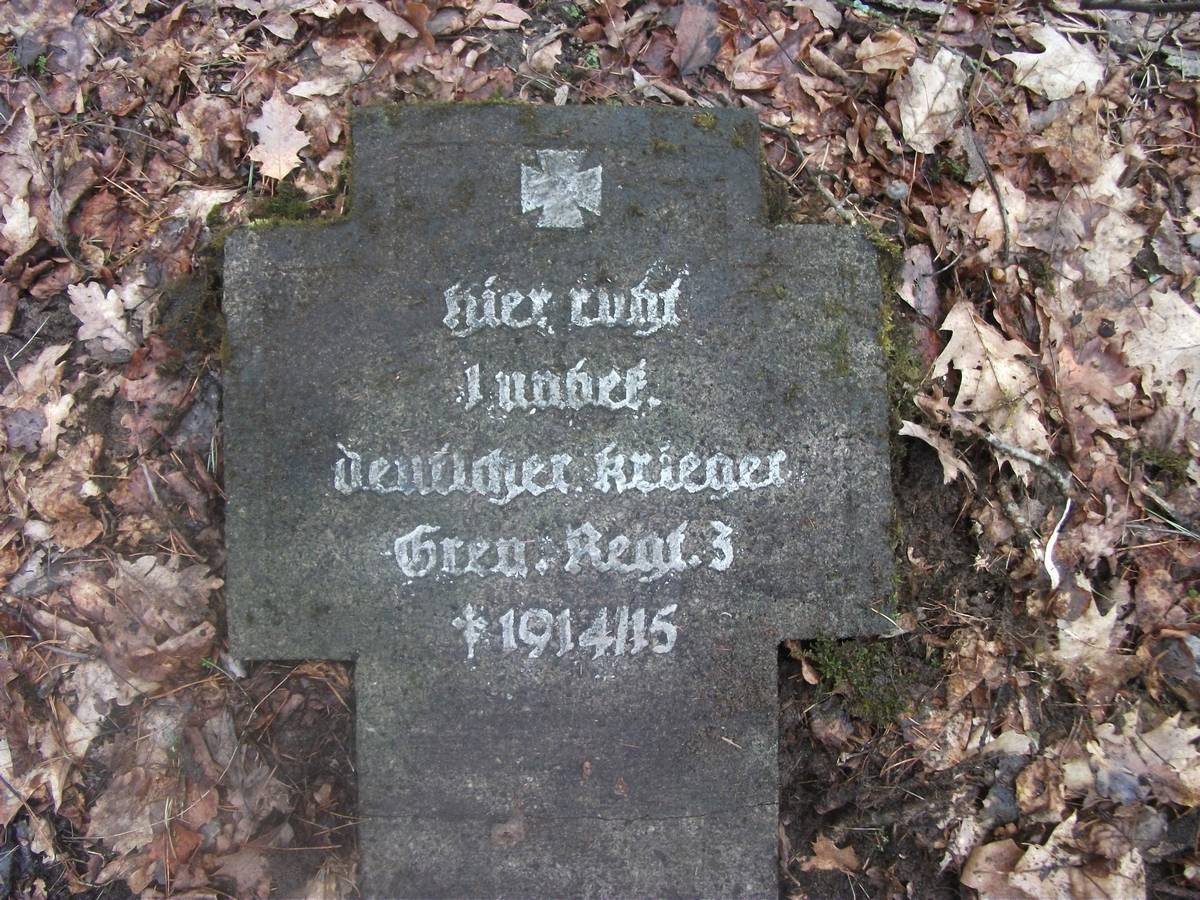 Hier ruht
1 unbek.
deutscher Krieger
Gren. Regt. 3
† 1914/15